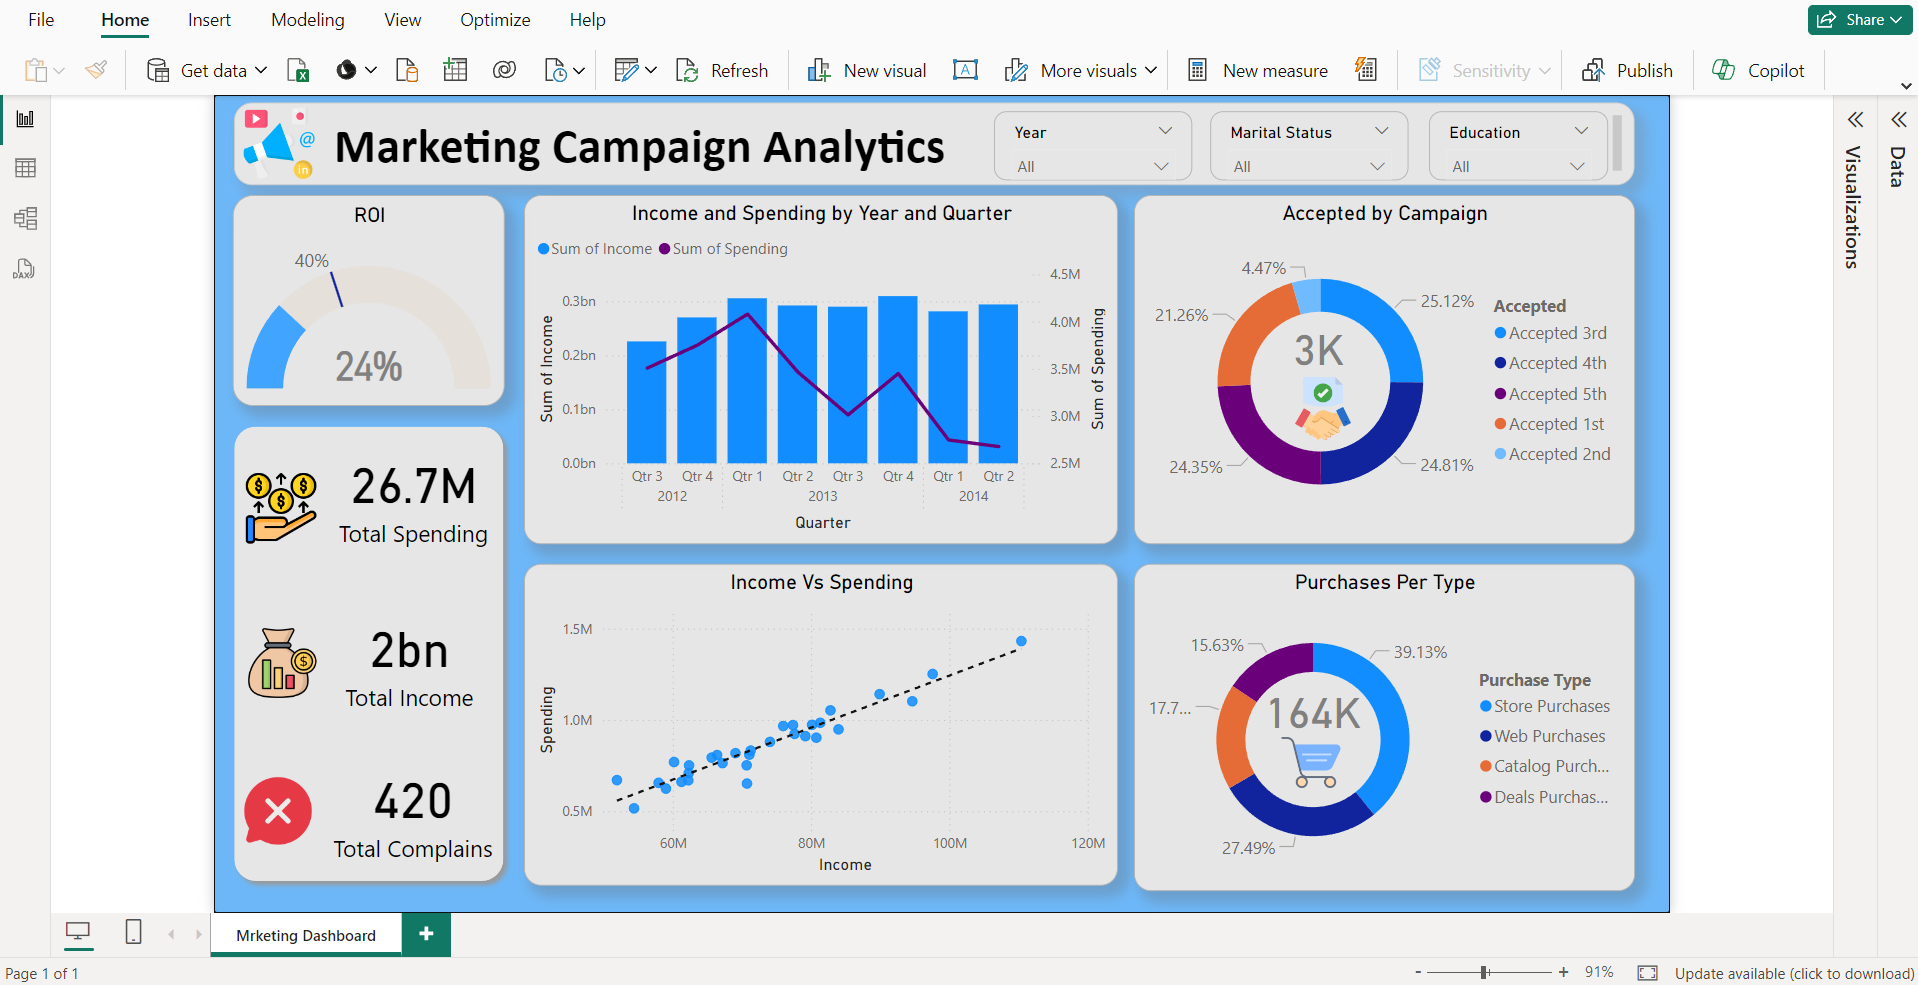 File Home Insert Modeling View Optimize Help
Share
Get data
Refresh
New visual
A
More visuals
New measure
Sensitivity
Publish
Copilot
Marketing Campaign Analytics
@
in
Year
All
Marital Status
All
Education
All
Visualizations
Data
DAX
ROI
40%
24%
26.7M
Total Spending
2bn
Total Income
420
Total Complains
Income and Spending by Year and Quarter
Sum of Income Sum of Spending
Sum of Income
0.3bn
0.2bn
0.1bn
0.0bn
4.5M
4.0M
3.5M
3.0M
2.5M
Sum of Spending
Qtr 3 Qtr 4 Qtr 1 Qtr 2 Qtr 3 Qtr 4 Qtr 1 Qtr 2
2012 2013 2014
Quarter
Accepted by Campaign
4.47%
25.12%
21.26%
24.35%
24.81%
3K
Accepted
Accepted 3rd
Accepted 4th
Accepted 5th
Accepted 1st
Accepted 2nd
Income Vs Spending
Spending
1.5M
1.0M
0.5M
60M 80M 100M 120M
Income
Purchases Per Type
15.63%
39.13%
17.7...
27.49%
164K
Purchase Type
Store Purchases
Web Purchases
Catalog Purch...
Deals Purchas...
Mrketing Dashboard
+
Page 1 of 1
- + 91%
Update available (click to download)